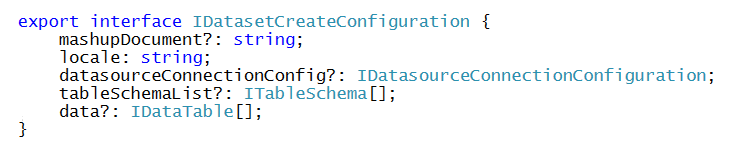 export interface IDatasetCreateConfiguration {
    mashupDocument?: string;
    locale: string;
    datasourceConnectionConfig?: IDatasourceConnectionConfiguration;
    tableSchemaList?: ITableSchema[];
    data?: IDataTable[];
}